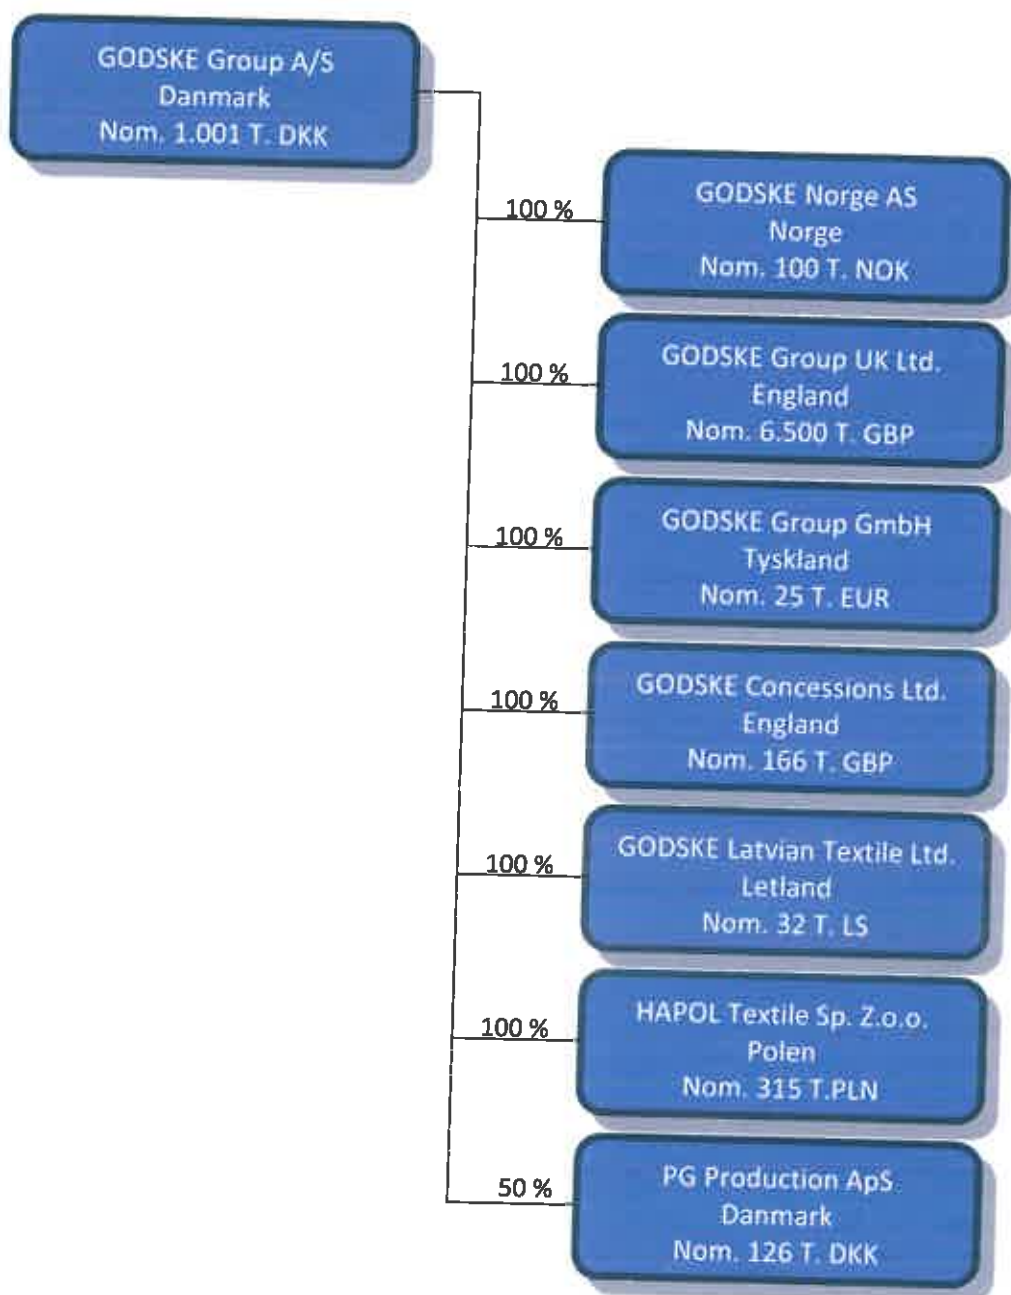 GODSKE Group A/S
Danmark
Nom. 1.001 T. DKK
100 %
GODSKE Norge AS
Norge
Nom. 100 T. NOK
100 %
GODSKE Group UK Ltd.
England
Nom. 6.500 T. GBP
100 %
GODSKE Group GmbH
Tyskland
Nom. 25 T. EUR
100 %
GODSKE Concessions Ltd.
England
Nom. 166 T. GBP
100 %
GODSKE Latvian Textile Ltd.
Letland
Nom. 32 T. LS
100 %
HAPOL Textile Sp. Z.o.o.
Polen
Nom. 315 T.PLN
50 %
PG Production ApS
Danmark
Nom. 126 T. DKK